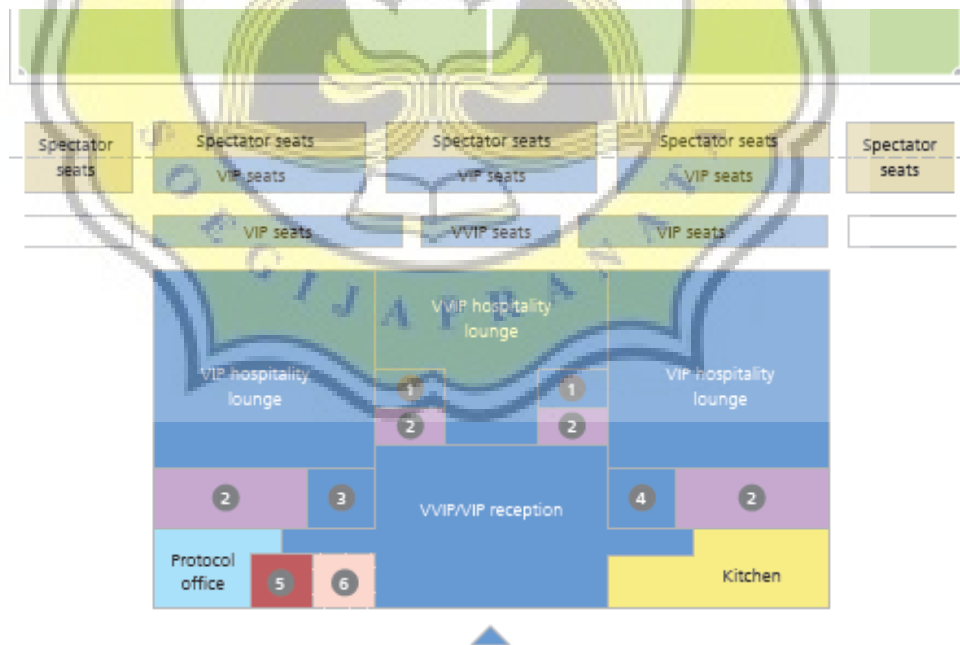 Spectator seats
Spectator seats
Spectator seats
Spectator
seats
Spectator
seats
VIP seats
VIP seats
VIP seats
VIP seats
VVIP seats
VIP seats
SOEGIJAPRANATA
VVIP hospitality
lounge
VIP hospitality
lounge
VIP hospitality
lounge
1
1
2
2
2
3
VVIP/VIP reception
4
2
Protocol
office
5
6
Kitchen